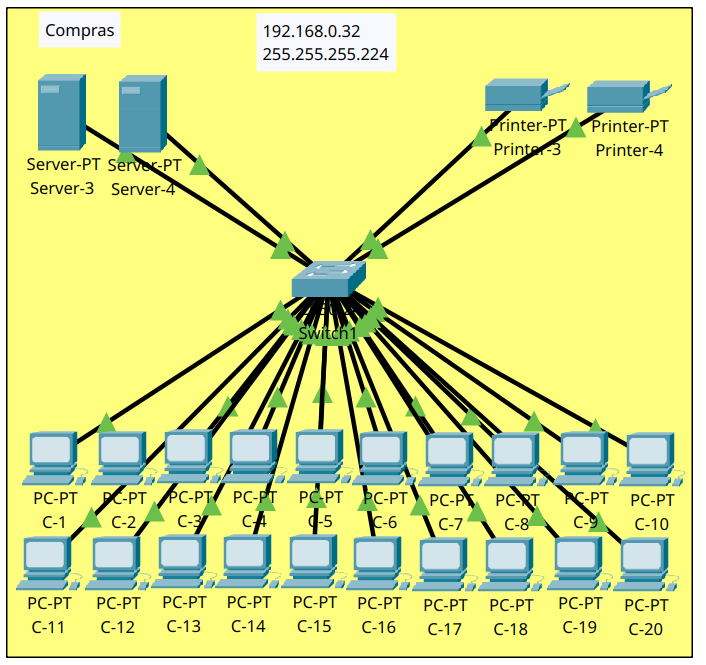 Compras
192.168.0.32
255.255.255.224
Server-PT
Server-3
Server-PT
Server-4
Printer-PT
Printer-3
Printer-PT
Printer-4
Switch1
PC-PT
C-1
PC-PT
C-2
PC-PT
C-3
PC-PT
C-4
PC-PT
C-5
PC-PT
C-6
PC-PT
C-7
PC-PT
C-8
PC-PT
C-9
PC-PT
C-10
PC-PT
C-11
PC-PT
C-12
PC-PT
C-13
PC-PT
C-14
PC-PT
C-15
PC-PT
C-16
PC-PT
C-17
PC-PT
C-18
PC-PT
C-19
PC-PT
C-20